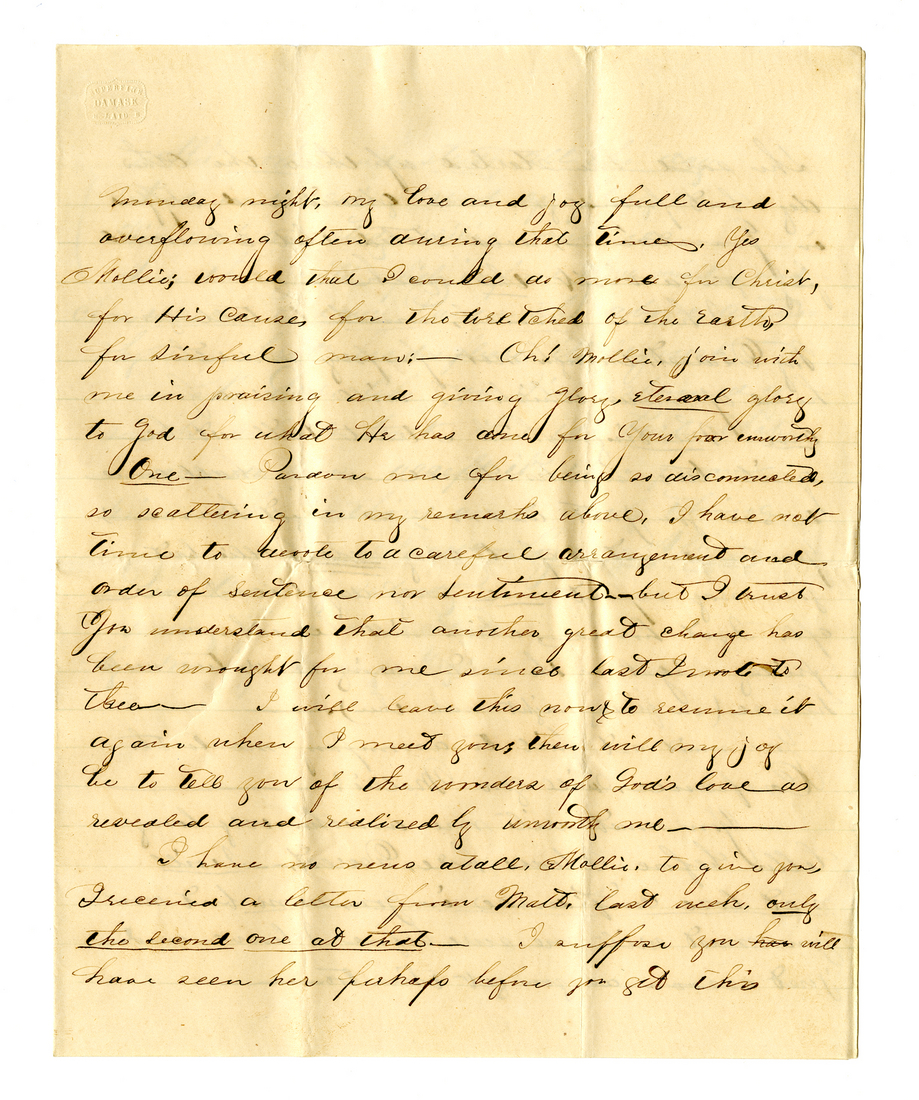 SUPERFINE
DAMASK
LAID
Monday night, my love and joy full and
overflowing often during that time. Yes
Mollie; would that I could do more for Christ,
for His Cause, for the wretched of the Earth,
for sinful man:— Oh! Mollie, join with
me in praising and giving Glory, eternal glory
to God for what He has done for Your poor unworthy
One— Pardon me for being so disconnected,
so scattering in my remarks above, I have not
time to devote to a careful arrangement and
order of sentence nor sentiment—but I trust
You understand that another great change has
been wrought for me since last I wrote to
thee— I will leave this now & to resume it
again when I meet you; then will my joy
be to tell you of the wonders of God's love as
revealed and realized by unworthy me——
I have no news atall, Mollie, to give you,
I received a letter from Matt. last week, only
the second one at that— I suppose you have will
have seen her perhaps before you get this